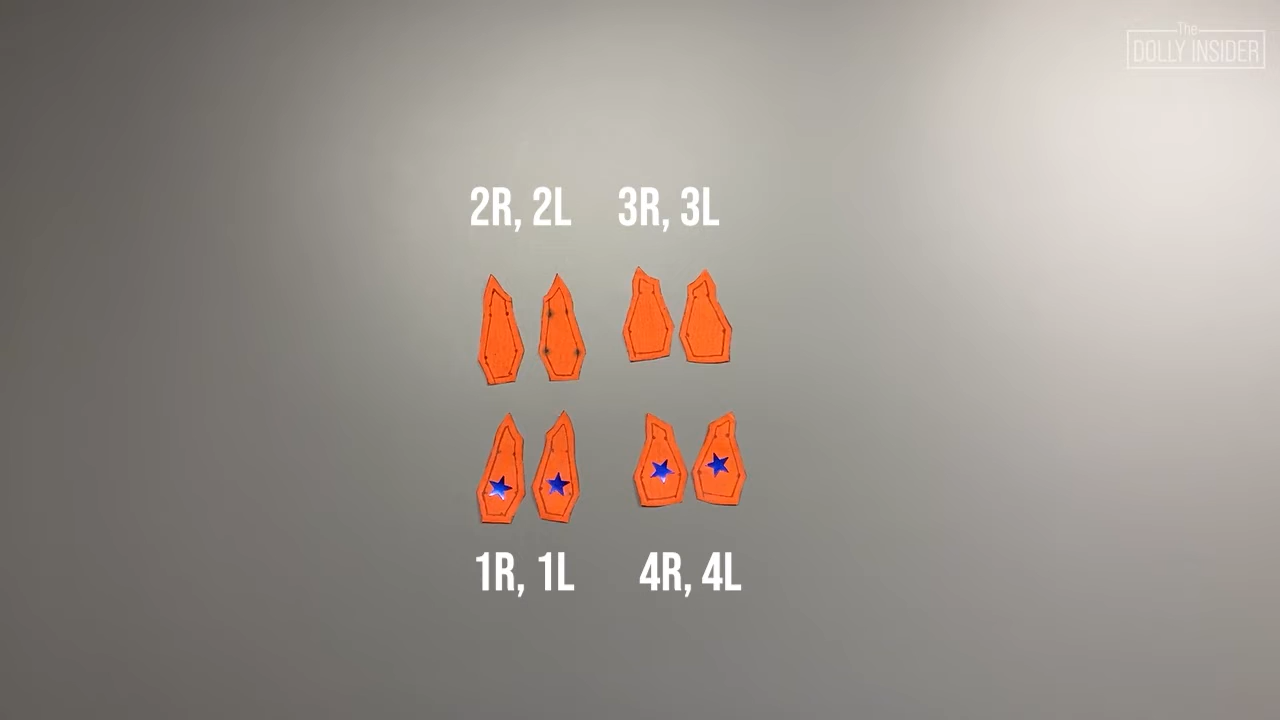 The
DOLLY INSIDER
2R, 2L
3R, 3L
1R, 1L
4R, 4L